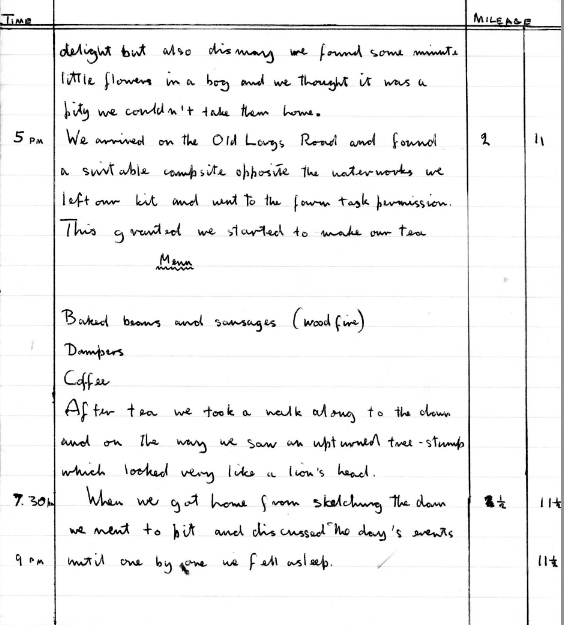 TIME MILEAGE
delight but also dismay we found some minute
little flowers in a bog and we thought it was a
pity we couldn't take them home.
5 PM We arrived on the Old Largs Road and found 2 11
a suitable campsite opposite the waterworks we
left our kit and went to the farm task permission.
This granted we started to make our tea
Menu
Baked beans and sausages (wood fire)
Dampers
Coffee
After tea we took a walk along to the dam
and on the way we saw an upturned tree-stump
which looked very like a lion's head.
7.30 When we got home from sketching the dam ½ 11½
we went to pit and discussed the day's events
9 PM until one by one we fell asleep. 11½